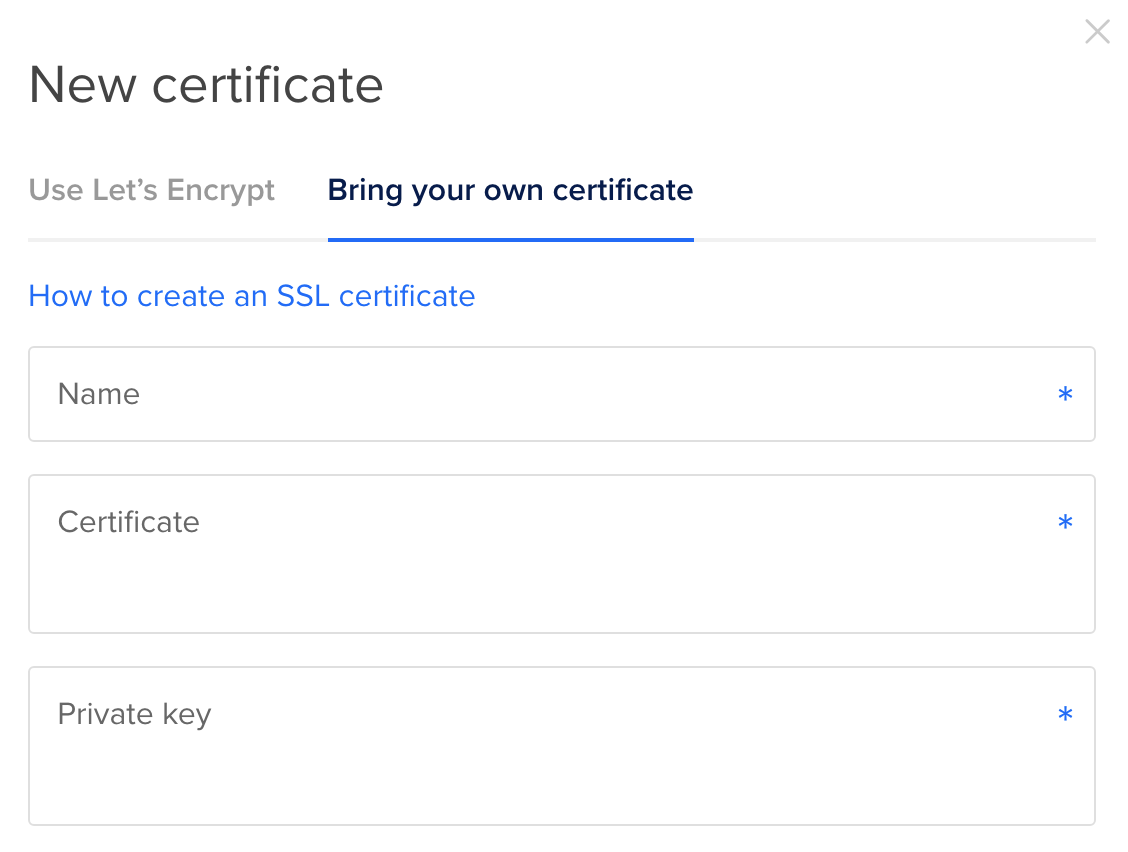 New certificate
Use Let’s Encrypt Bring your own certificate
How to create an SSL certificate
Name *
Certificate *
Private key *